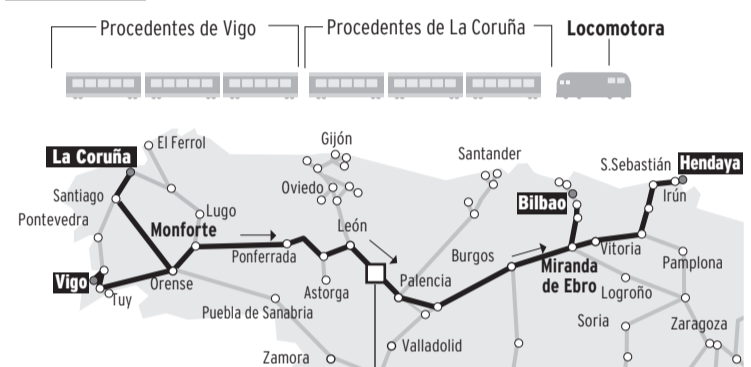 Procedentes de Vigo
Procedentes de La Coruña
Locomotora
El Ferrol
Gijón
La Coruña
Santander
S.Sebastián
Hendaya
Santiago
Oviedo
Bilbao
Irún
Pontevedra
Lugo
Monforte
León
Ponferrada
Burgos
Vitoria
Pamplona
Vigo
Orense
Palencia
Miranda
de Ebro
Tuy
Astorga
Logroño
Puebla de Sanabria
Soria
Zaragoza
Zamora
Valladolid